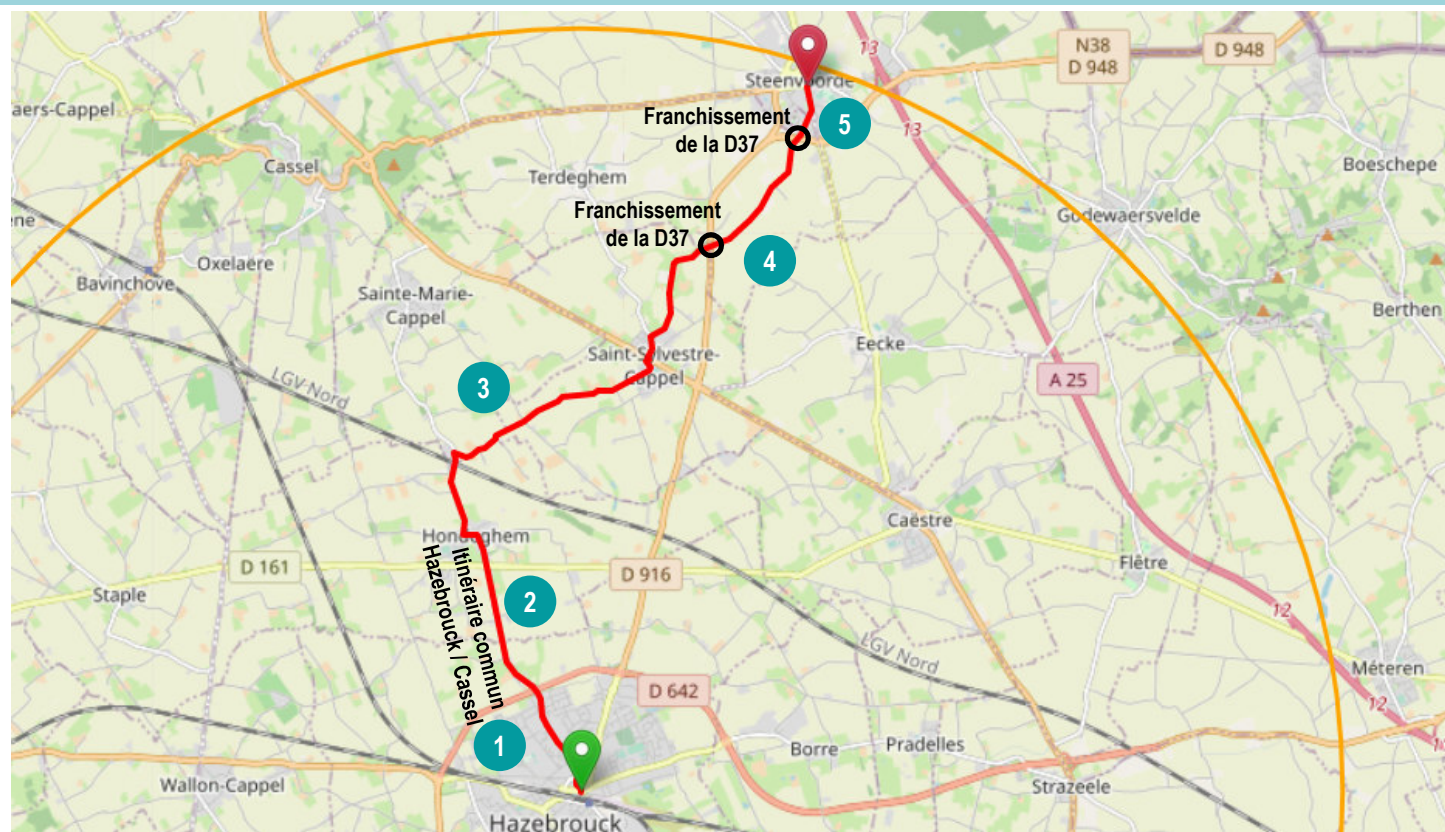 13
N38
D 948
D 948
Steenvoorde
aers-Cappel
Franchissement
de la D37
5
13
Cassel
Boeschepe
Terdeghem
Franchissement
de la D37
Godewaersvelde
ene
Oxelaëre
4
Bavinchove
Sainte-Marie-
Cappel
Berthen
Eecke
Saint-Sylvestre-
Cappel
LGV Nord
3
A 25
Caëstre
Hondeghem
D 161
D 916
Flêtre
Staple
Itinéraire commun
Hazebrouck / Cassel
2
12
LGV Nord
Méteren
D 642
12
1
Borre
Pradelles
Wallon-Cappel
Strazeele
Hazebrouck